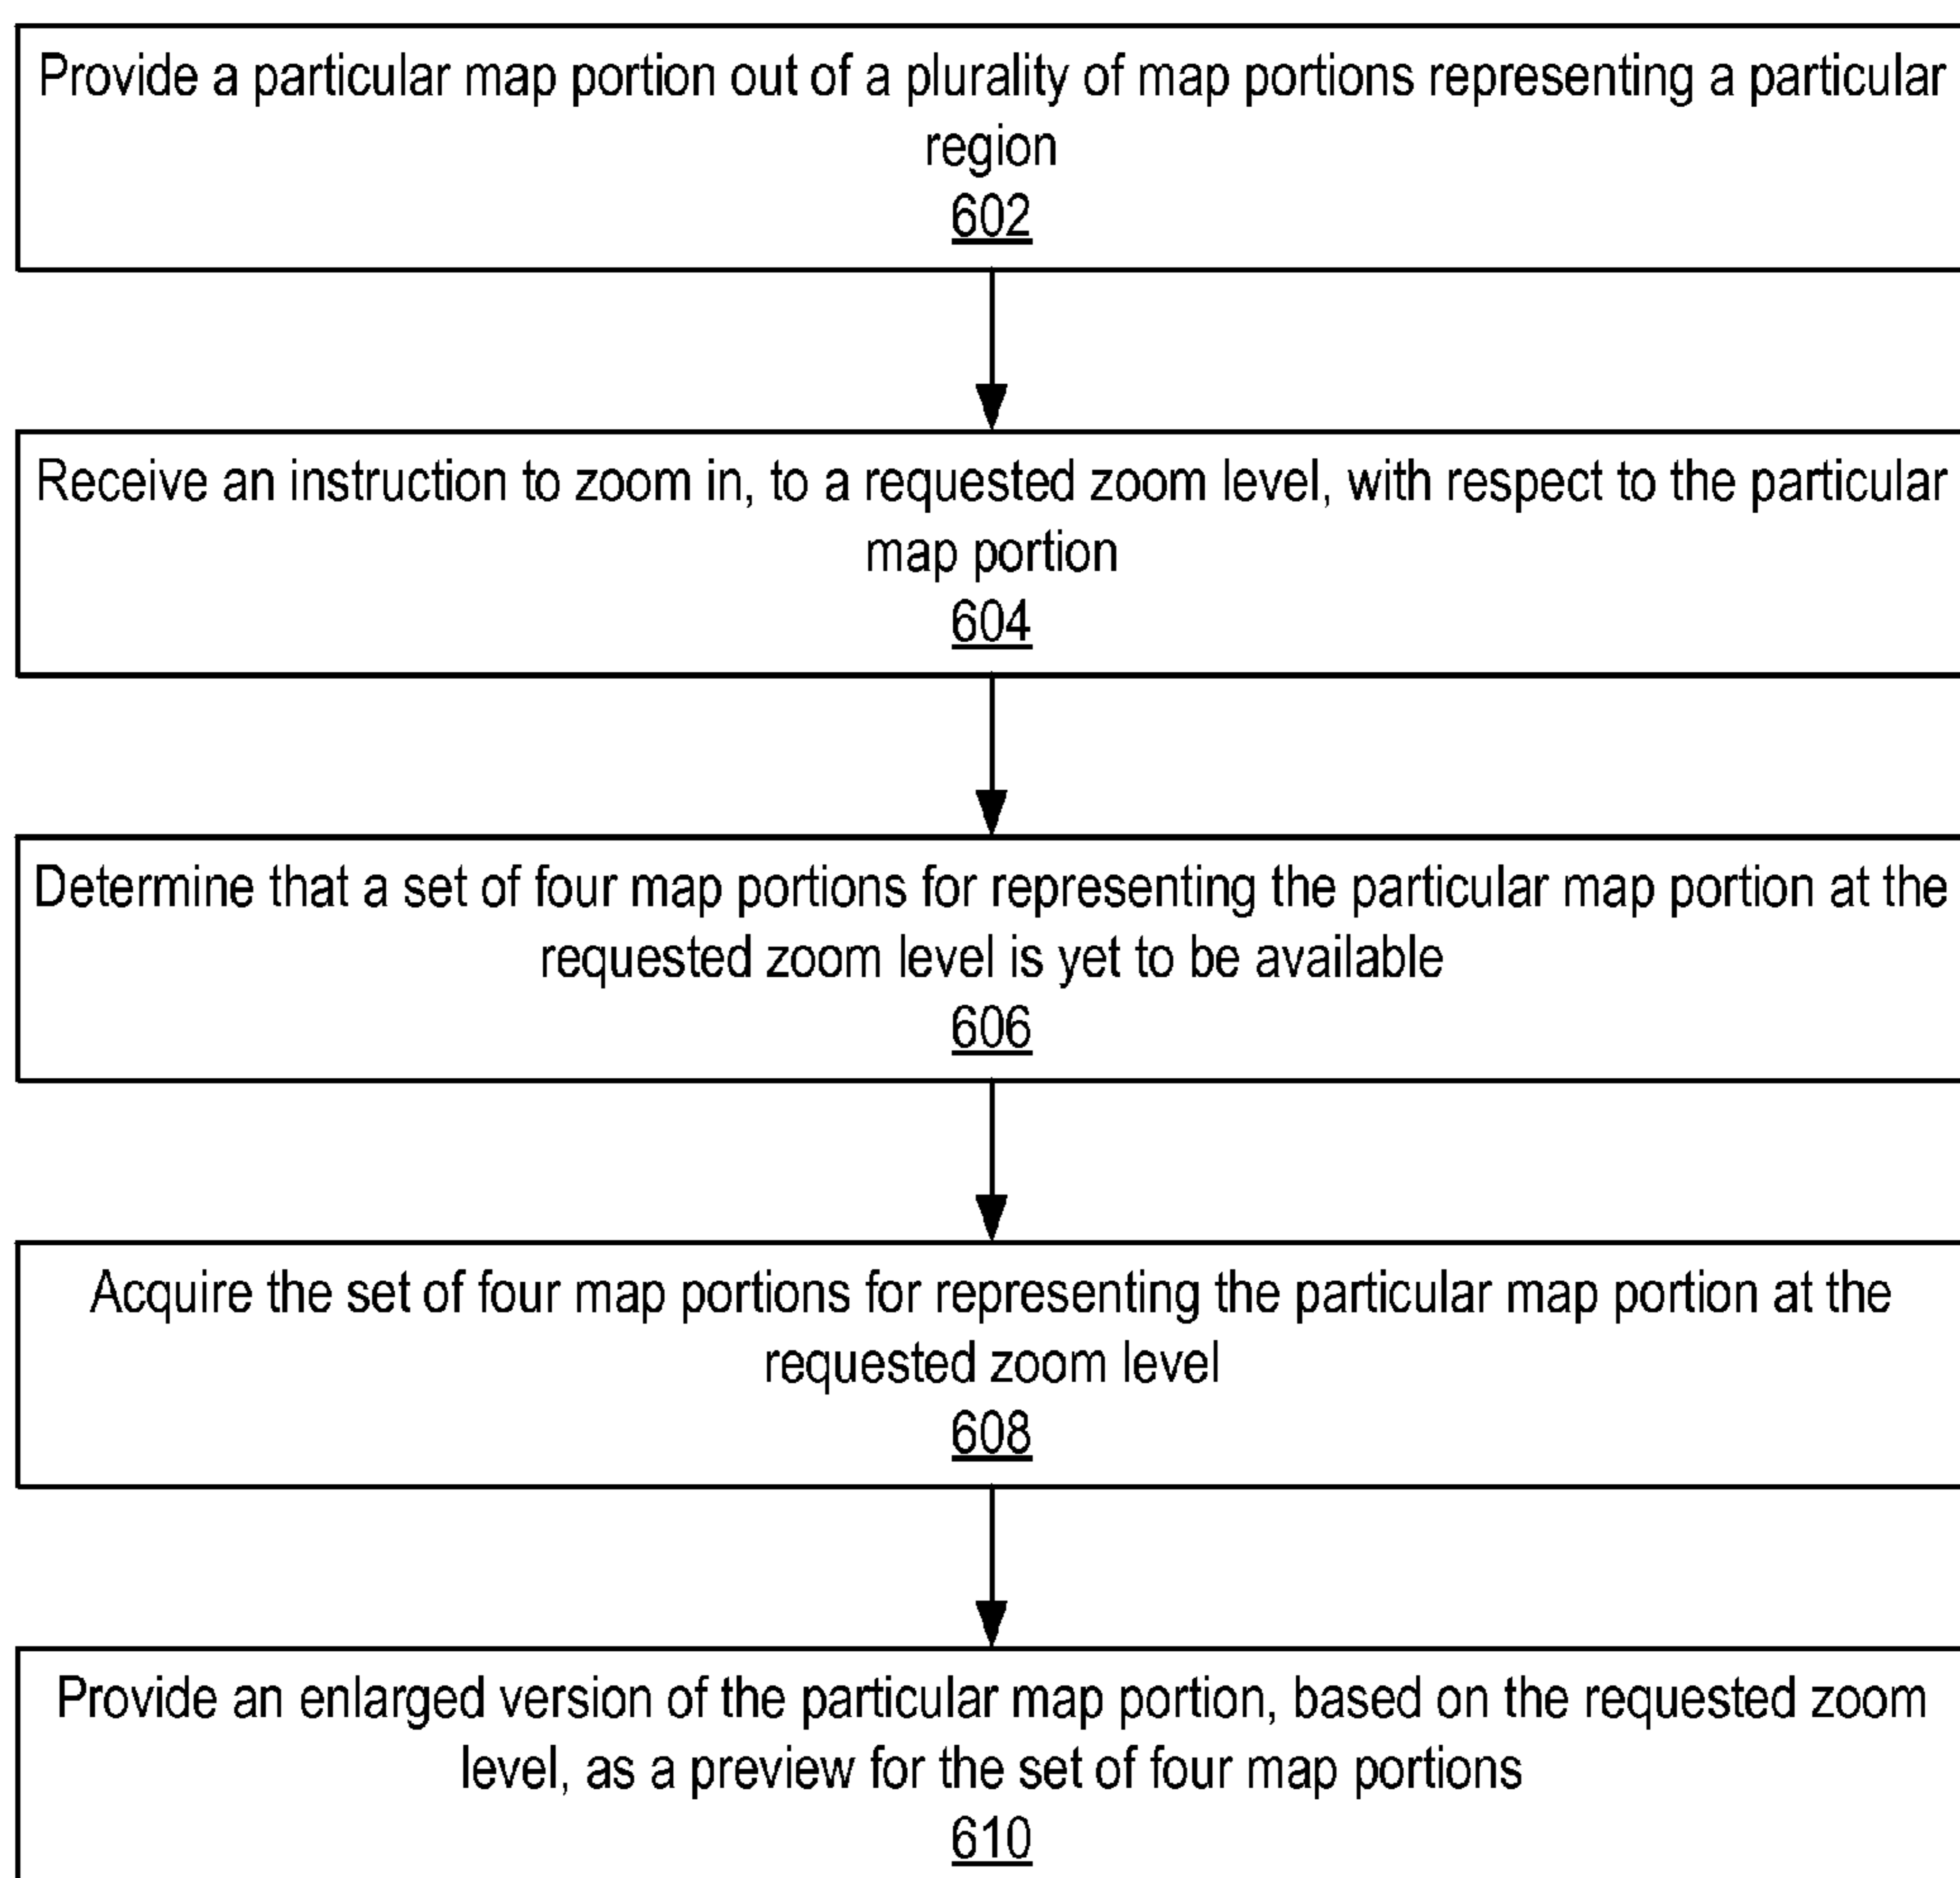 Provide a particular map portion out of a plurality of map portions representing a particular
region
602
Receive an instruction to zoom in, to a requested zoom level, with respect to the particular
map portion
604
Determine that a set of four map portions for representing the particular map portion at the
requested zoom level is yet to be available
606
Acquire the set of four map portions for representing the particular map portion at the
requested zoom level
608
Provide an enlarged version of the particular map portion, based on the requested zoom
level, as a preview for the set of four map portions
610